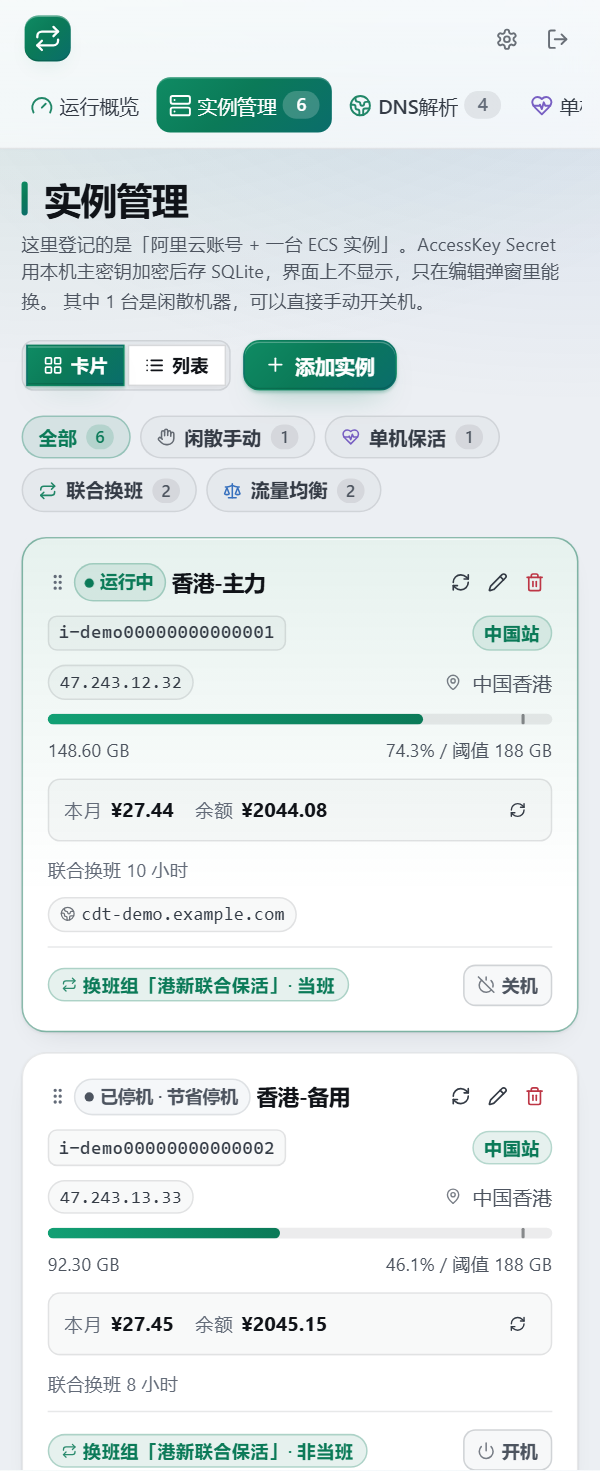 运行概览 实例管理 6 DNS解析 4 单
实例管理
这里登记的是「阿里云账号 + 一台 ECS 实例」。AccessKey Secret
用本机主密钥加密后存 SQLite，界面上不显示，只在编辑弹窗里能
换。 其中 1 台是闲散机器，可以直接手动开关机。
卡片 列表 添加实例
全部 6 闲散手动 1 单机保活 1
联合换班 2 流量均衡 2
运行中 香港-主力
i-demo00000000000001 中国站
47.243.12.32 中国香港
148.60 GB 74.3% / 阈值 188 GB
本月 ¥27.44 余额 ¥2044.08
联合换班 10 小时
cdt-demo.example.com
换班组「港新联合保活」· 当班 关机
已停机 · 节省停机 香港-备用
i-demo00000000000002 中国站
47.243.13.33 中国香港
92.30 GB 46.1% / 阈值 188 GB
本月 ¥27.45 余额 ¥2045.15
联合换班 8 小时
换班组「港新联合保活」· 非当班 开机